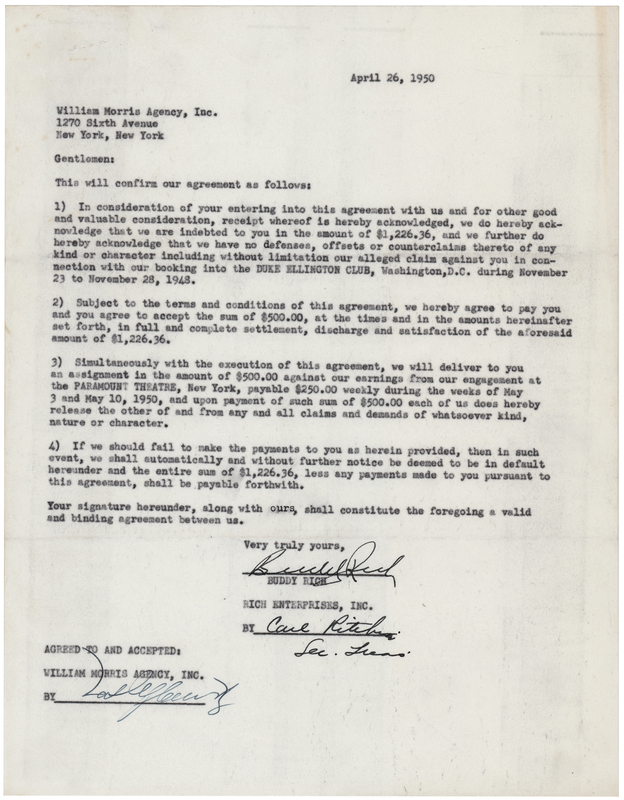 April 26, 1950
William Morris Agency, Inc.
1270 Sixth Avenue
New York, New York
Gentlemen:
This will confirm our agreement as follows:
1) In consideration of your entering into this agreement with us and for other good
and valuable consideration, receipt whereof is hereby acknowledged, we do hereby ack-
nowledge that we are indebted to you in the amount of $1,226.36, and we further do
hereby acknowledge that we have no defenses, offsets or counterclaims thereto of any
kind or character including without limitation our alleged claim against you in con-
nection with our booking into the DUKE ELLINGTON CLUB, Washington,D.C. during November
23 to November 28, 1948.
2) Subject to the terms and conditions of this agreement, we hereby agree to pay you
and you agree to accept the sum of $500.00, at the times and in the amounts hereinafter
set forth, in full and complete settlement, discharge and satisfaction of the aforesaid
amount of $1,226.36.
3) Simultaneously with the execution of this agreement, we will deliver to you
an assignment in the amount of $500.00 against our earnings from our engagement at
the PARAMOUNT THEATRE, New York, payable $250.00 weekly during the weeks of May
3 and May 10, 1950, and upon payment of such sum of $500.00 each of us does hereby
release the other of and from any and all claims and demands of whatsoever kind,
nature or character.
4) If we should fail to make the payments to you as herein provided, then in such
event, we shall automatically and without further notice be deemed to be in default
hereunder and the entire sum of $1,226.36, less any payments made to you pursuant to
this agreement, shall be payable forthwith.
Your signature hereunder, along with ours, shall constitute the foregoing a valid
and binding agreement between us.
Very truly yours,
Buddy Rich
BUDDY RICH
RICH ENTERPRISES, INC.
BY Carl Ritchie
Sec. Treas.
AGREED TO AND ACCEPTED:
WILLIAM MORRIS AGENCY, INC.
BY